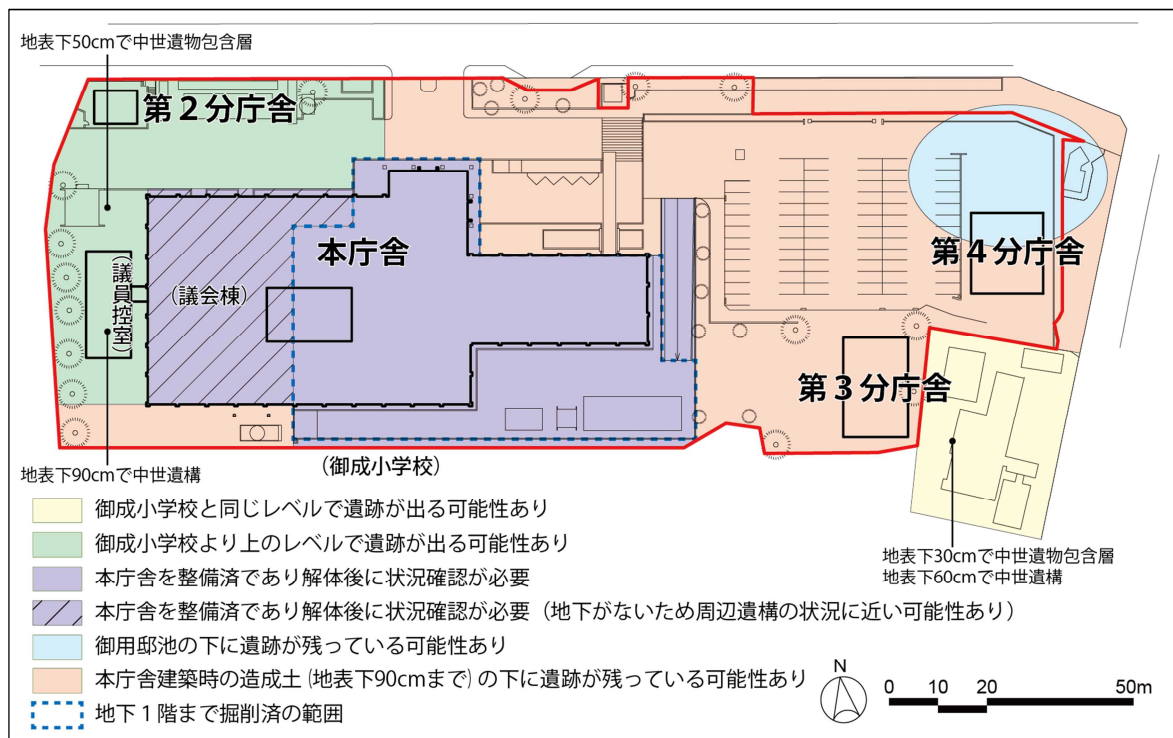 地表下50cmで中世遺物包含層
第２分庁舎
本庁舎
(議員控室)
(議会棟)
第４分庁舎
第３分庁舎
(御成小学校)
地表下90cmで中世遺構
御成小学校と同じレベルで遺跡が出る可能性あり
御成小学校より上のレベルで遺跡が出る可能性あり
本庁舎を整備済であり解体後に状況確認が必要
本庁舎を整備済であり解体後に状況確認が必要（地下がないため周辺遺構の状況に近い可能性あり）
御用邸池の下に遺跡が残っている可能性あり
本庁舎建築時の造成土(地表下90cmまで)の下に遺跡が残っている可能性あり
地下１階まで掘削済の範囲
地表下30cmで中世遺物包含層
地表下60cmで中世遺構
N
0 10 20 50m